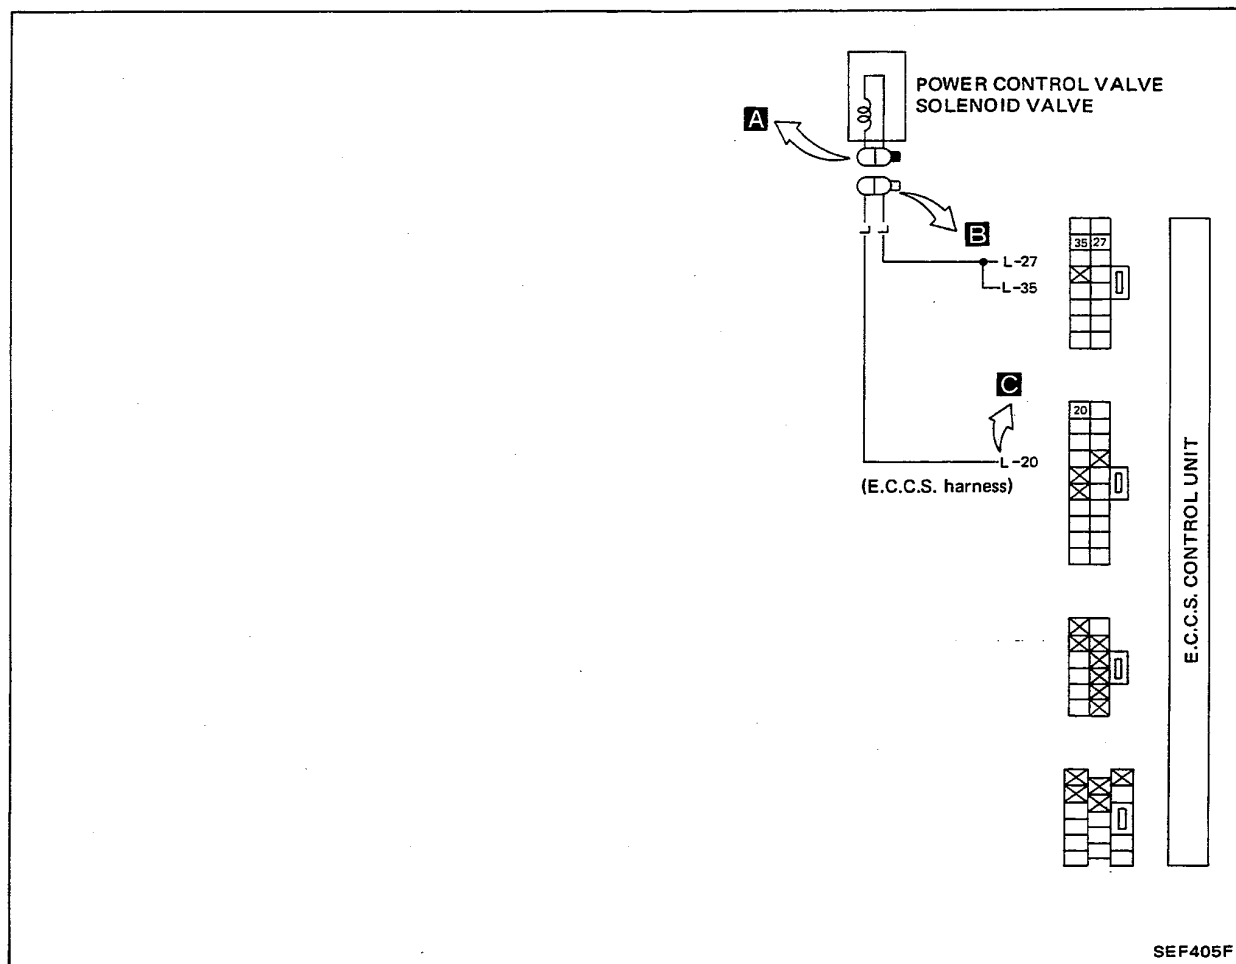 POWER CONTROL VALVE
SOLENOID VALVE
A
B
L L
35 27
L-27
L-35
C
20
L-20
(E.C.C.S. harness)
E.C.C.S. CONTROL UNIT
SEF405F